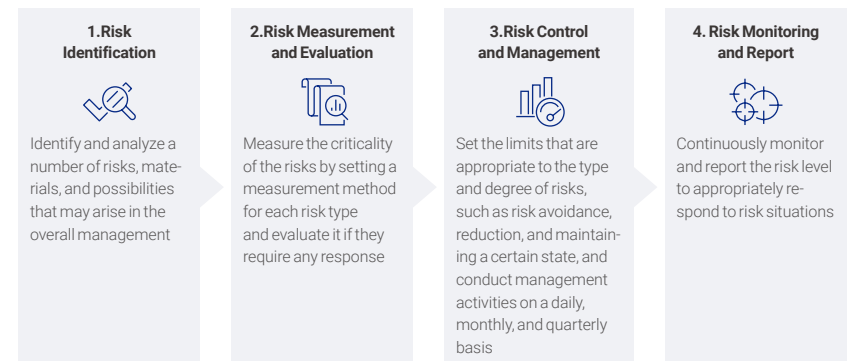 1.Risk
Identification
Identify and analyze a
number of risks, mate-
rials, and possibilities
that may arise in the
overall management
2.Risk Measurement
and Evaluation
Measure the criticality
of the risks by setting a
measurement method
for each risk type
and evaluate it if they
require any response
3.Risk Control
and Management
Set the limits that are
appropriate to the type
and degree of risks,
such as risk avoidance,
reduction, and maintain-
ing a certain state, and
conduct management
activities on a daily,
monthly, and quarterly
basis
4. Risk Monitoring
and Report
Continuously monitor
and report the risk level
to appropriately re-
spond to risk situations